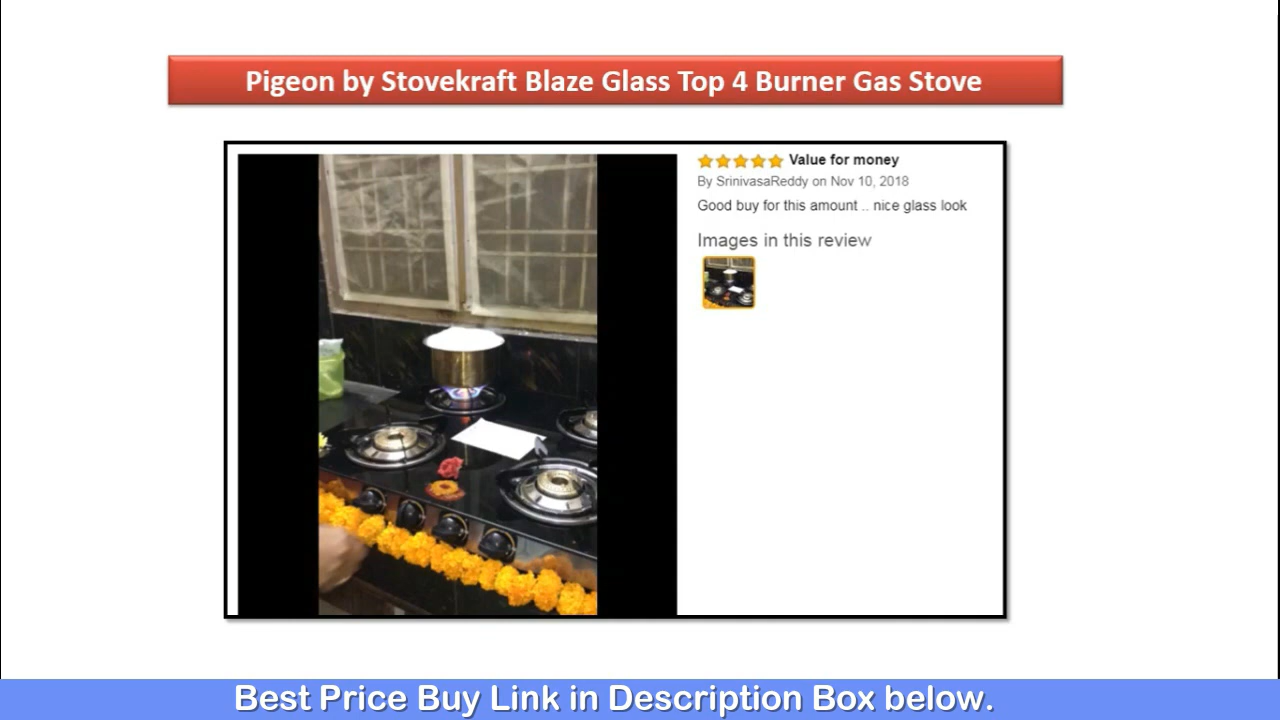 Pigeon by Stovekraft Blaze Glass Top 4 Burner Gas Stove
Value for money
By SrinivasaReddy on Nov 10, 2018
Good buy for this amount .. nice glass look
Images in this review
Best Price Buy Link in Description Box below.